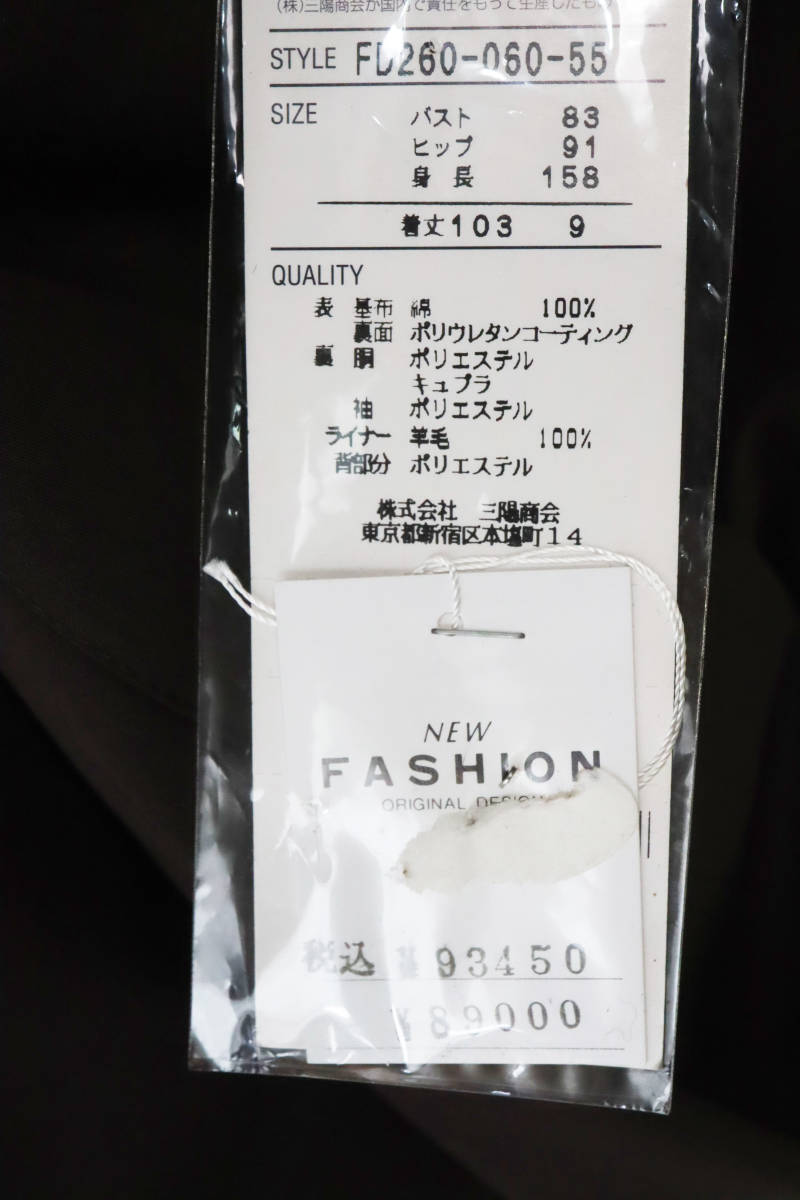 (株)三陽商会が国内で責任をもって生産したもの
STYLE FD260-060-55
SIZE バスト 83
ヒップ 91
身長 158
着丈103 9
QUALITY
表 基布 綿 100%
裏面 ポリウレタンコーティング
裏 胴 ポリエステル
キュプラ
袖 ポリエステル
ライナー 羊毛 100%
背部分 ポリエステル
株式会社 三陽商会
東京都新宿区本塩町14
NEW
FASHION
ORIGINAL
税込 ¥93450
¥89000